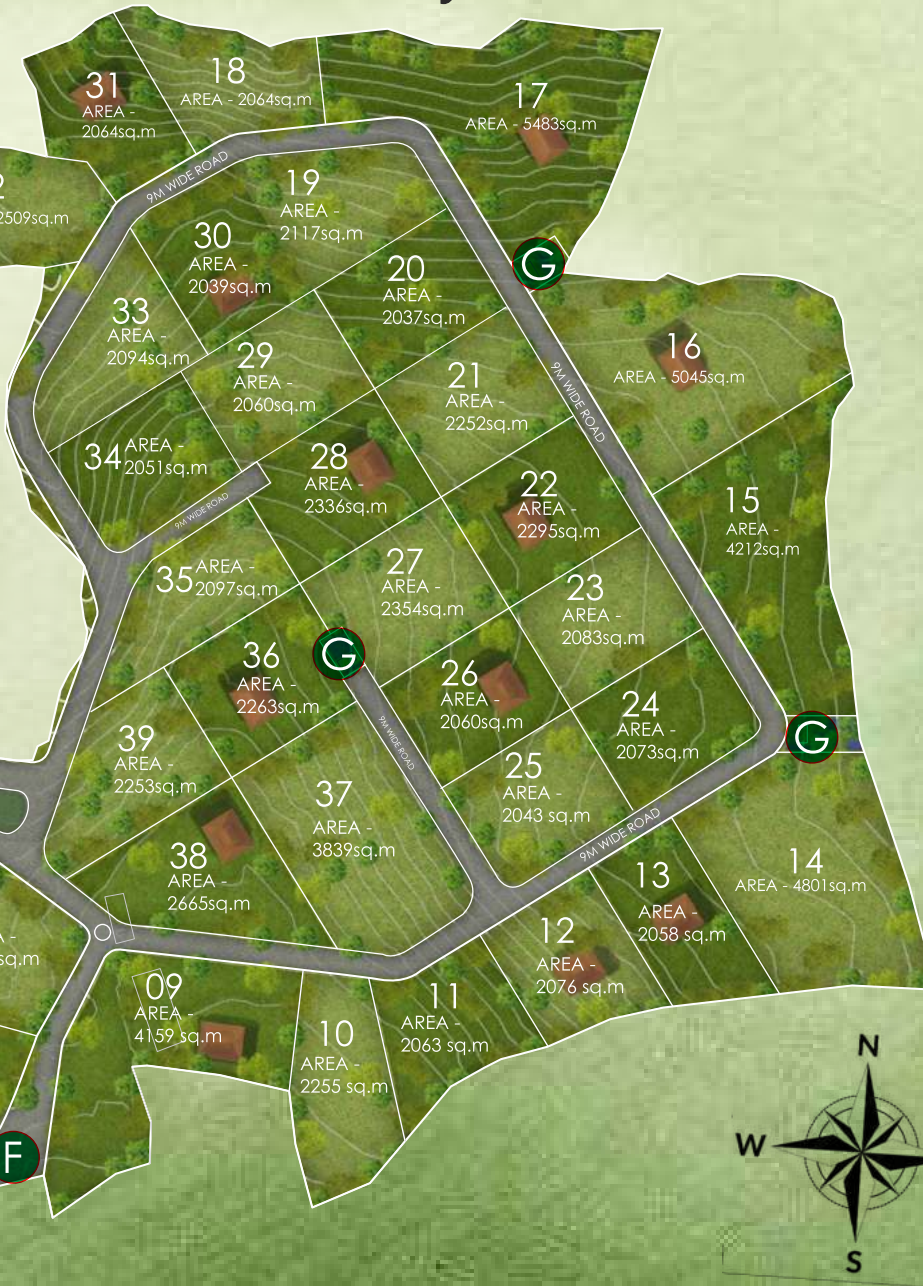 31
AREA -
2064sq.m
18
AREA - 2064sq.m
17
AREA - 5483sq.m
9M WIDE ROAD
19
AREA -
2117sq.m
2509sq.m
30
AREA -
2039sq.m
20
AREA -
2037sq.m
G
33
AREA -
2094sq.m
29
AREA -
2060sq.m
21
AREA -
2252sq.m
9M WIDE ROAD
16
AREA - 5045sq.m
34
AREA -
2051sq.m
28
AREA -
2336sq.m
22
AREA -
2295sq.m
15
AREA -
4212sq.m
9M WIDE ROAD
35
AREA -
2097sq.m
27
AREA -
2354sq.m
23
AREA -
2083sq.m
36
AREA -
2263sq.m
G
26
AREA -
2060sq.m
24
AREA -
2073sq.m
G
39
AREA -
2253sq.m
9M WIDE ROAD
37
AREA -
3839sq.m
25
AREA -
2043 sq.m
9M WIDE ROAD
38
AREA -
2665sq.m
13
AREA -
2058 sq.m
14
AREA - 4801sq.m
12
AREA -
2076 sq.m
sq.m
09
AREA -
4159 sq.m
10
AREA -
2255 sq.m
11
AREA -
2063 sq.m
F
N
W
S